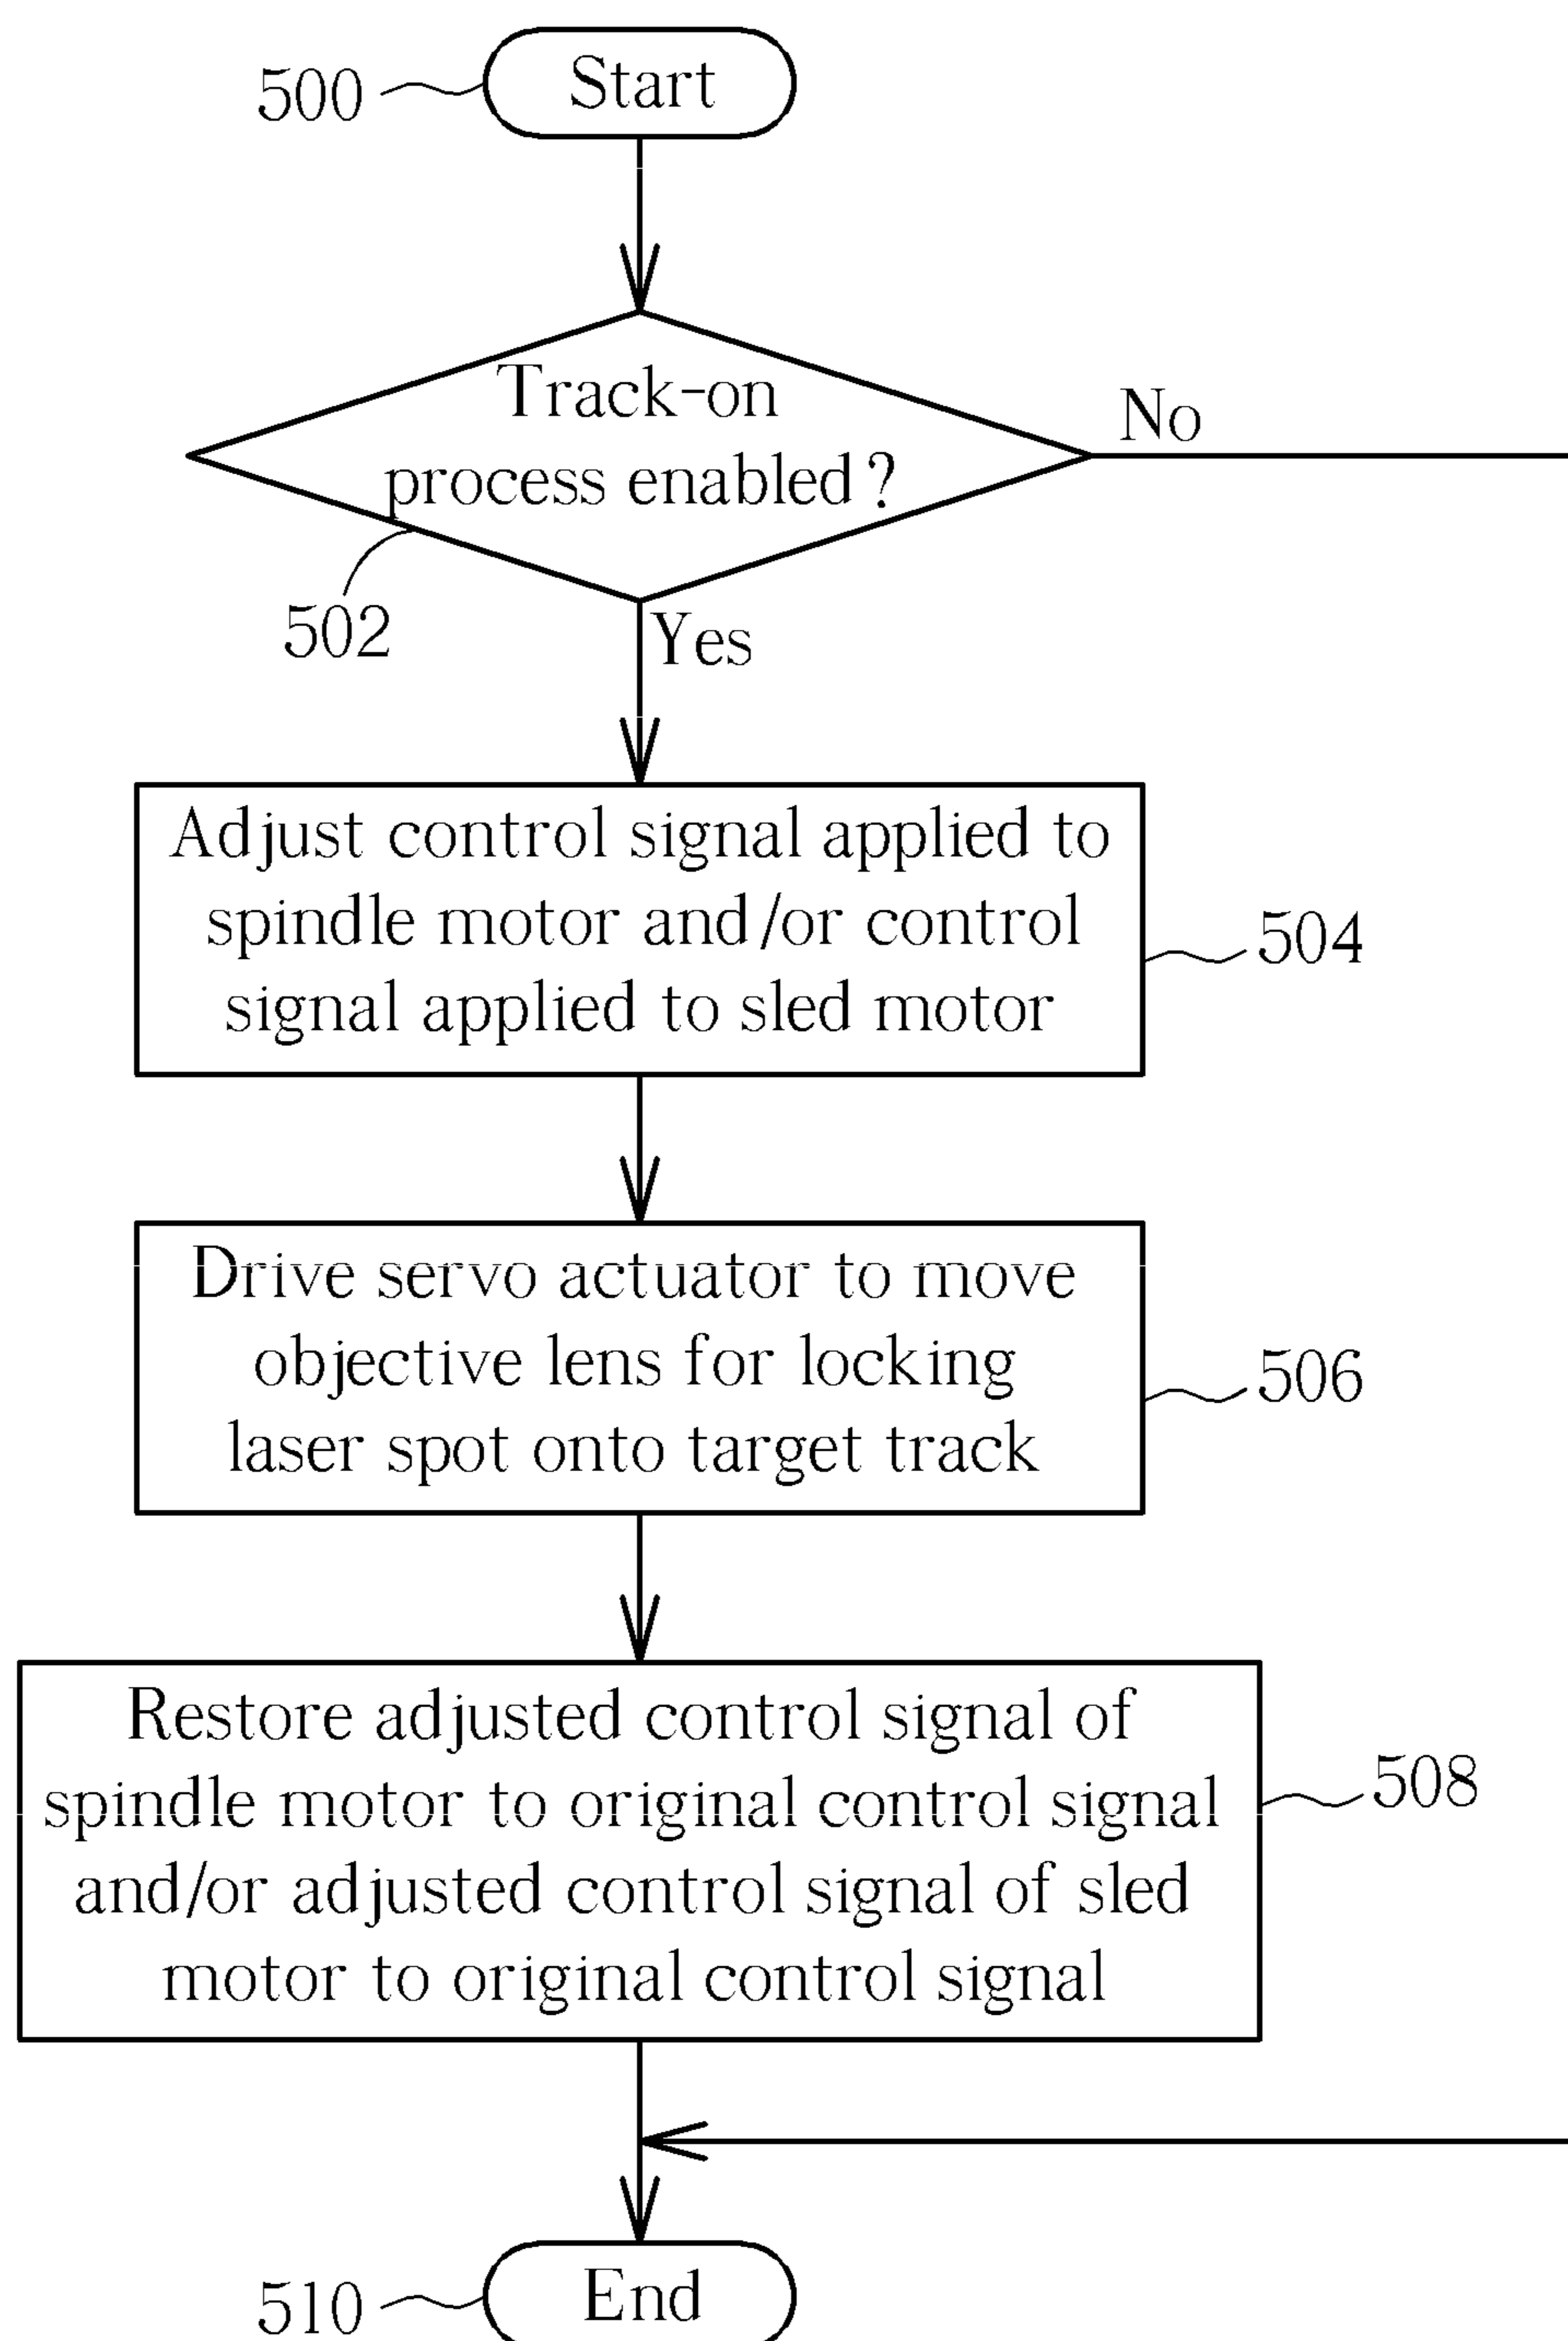 500
Start
Track-on
process enabled?
No
502
Yes
Adjust control signal applied to
spindle motor and/or control
signal applied to sled motor
504
Drive servo actuator to move
objective lens for locking
laser spot onto target track
506
Restore adjusted control signal of
spindle motor to original control signal
and/or adjusted control signal of sled
motor to original control signal
508
510
End